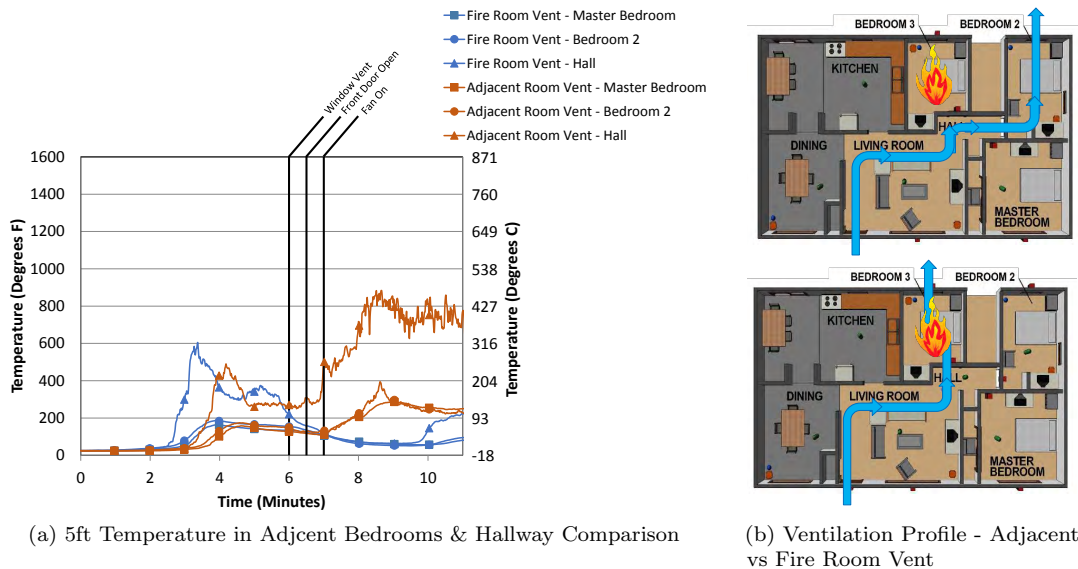 Fire Room Vent - Master Bedroom
Fire Room Vent - Bedroom 2
Fire Room Vent - Hall
Adjacent Room Vent - Master Bedroom
Adjacent Room Vent - Bedroom 2
Adjacent Room Vent - Hall
Window Vent
Front Door Open
Fan On
Temperature (Degrees F)
1600
1400
1200
1000
800
600
400
200
0
871
760
649
538
427
316
204
93
-18
Temperature (Degrees C)
0 2 4 6 8 10
Time (Minutes)
(a) 5ft Temperature in Adjcent Bedrooms & Hallway Comparison
BEDROOM 3
BEDROOM 2
KITCHEN
HALL
DINING
LIVING ROOM
MASTER
BEDROOM
BEDROOM 3
BEDROOM 2
KITCHEN
HALL
DINING
LIVING ROOM
MASTER
BEDROOM
(b) Ventilation Profile - Adjacent
vs Fire Room Vent